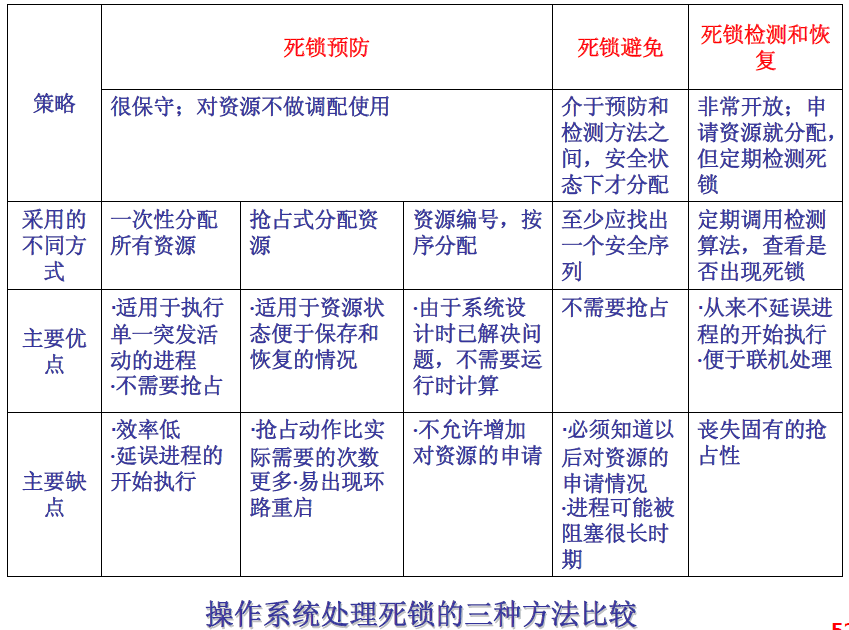 策略
死锁预防
死锁避免
死锁检测和恢
复
很保守；对资源不做调配使用
介于预防和
检测方法之
间，安全状
态下才分配
非常开放；申
请资源就分配，
但定期检测死
锁
采用的
不同方
式
一次性分配
所有资源
抢占式分配资
源
资源编号，按
序分配
至少应找出
一个安全序
列
定期调用检测
算法，查看是
否出现死锁
主要优
点
·适用于执行
单一突发活
动的进程
·不需要抢占
·适用于资源状
态便于保存和
恢复的情况
·由于系统设
计时已解决问
题，不需要运
行时计算
不需要抢占
·从来不延误进
程的开始执行
·便于联机处理
主要缺
点
·效率低
·延误进程的
开始执行
·抢占动作比实
际需要的次数
更多·易出现环
路重启
·不允许增加
对资源的申请
·必须知道以
后对资源的
申请情况
·进程可能被
阻塞很长时
期
丧失固有的抢
占性
操作系统处理死锁的三种方法比较